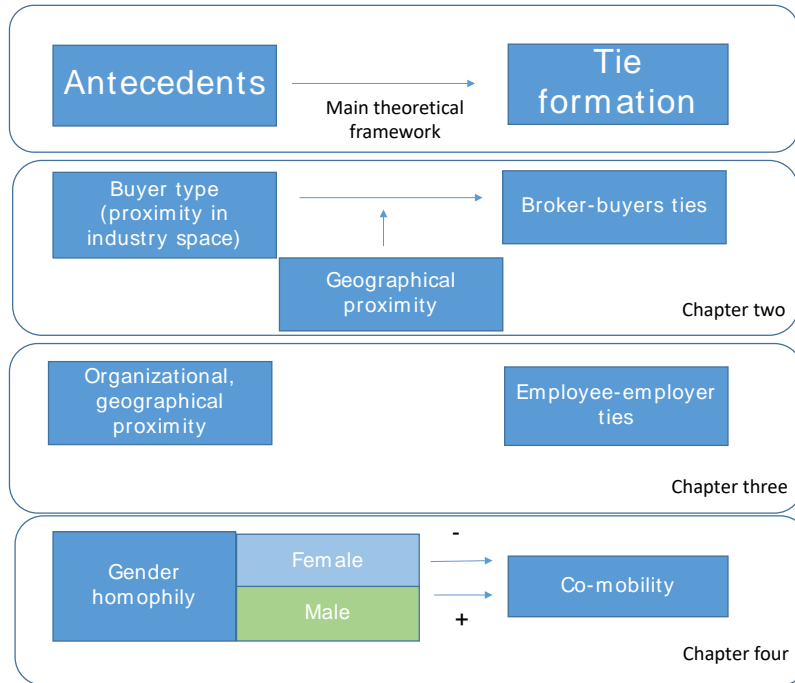 Antecedents
Main theoretical
framework
Tie
formation
Buyer type
(proximity in
industry space)
Broker-buyers ties
Geographical
proximity
Chapter two
Organizational,
geographical
proximity
Employee-employer
ties
Chapter three
Gender
homophily
Female
Male
-
+
Co-mobility
Chapter four